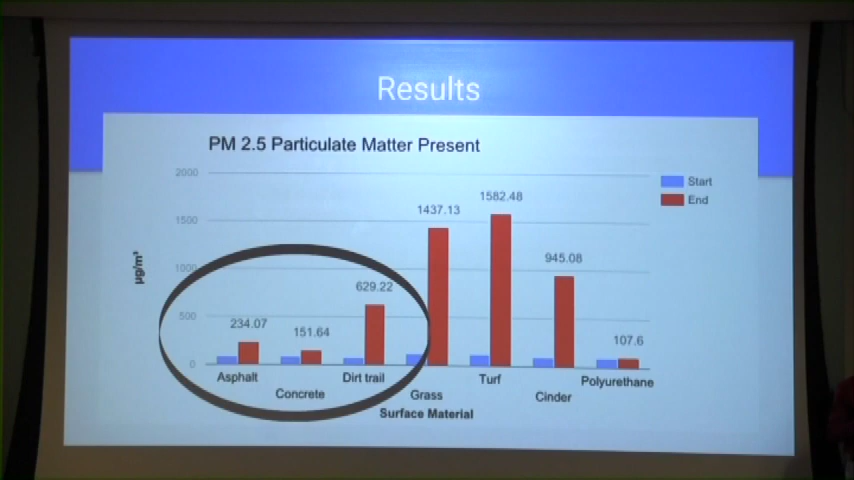 Results
PM 2.5 Particulate Matter Present
2000
1500
1000
500
0
µg/m³
234.07
151.64
629.22
1437.13
1582.48
945.08
107.6
Start
End
Asphalt
Concrete
Dirt trail
Grass
Turf
Cinder
Polyurethane
Surface Material